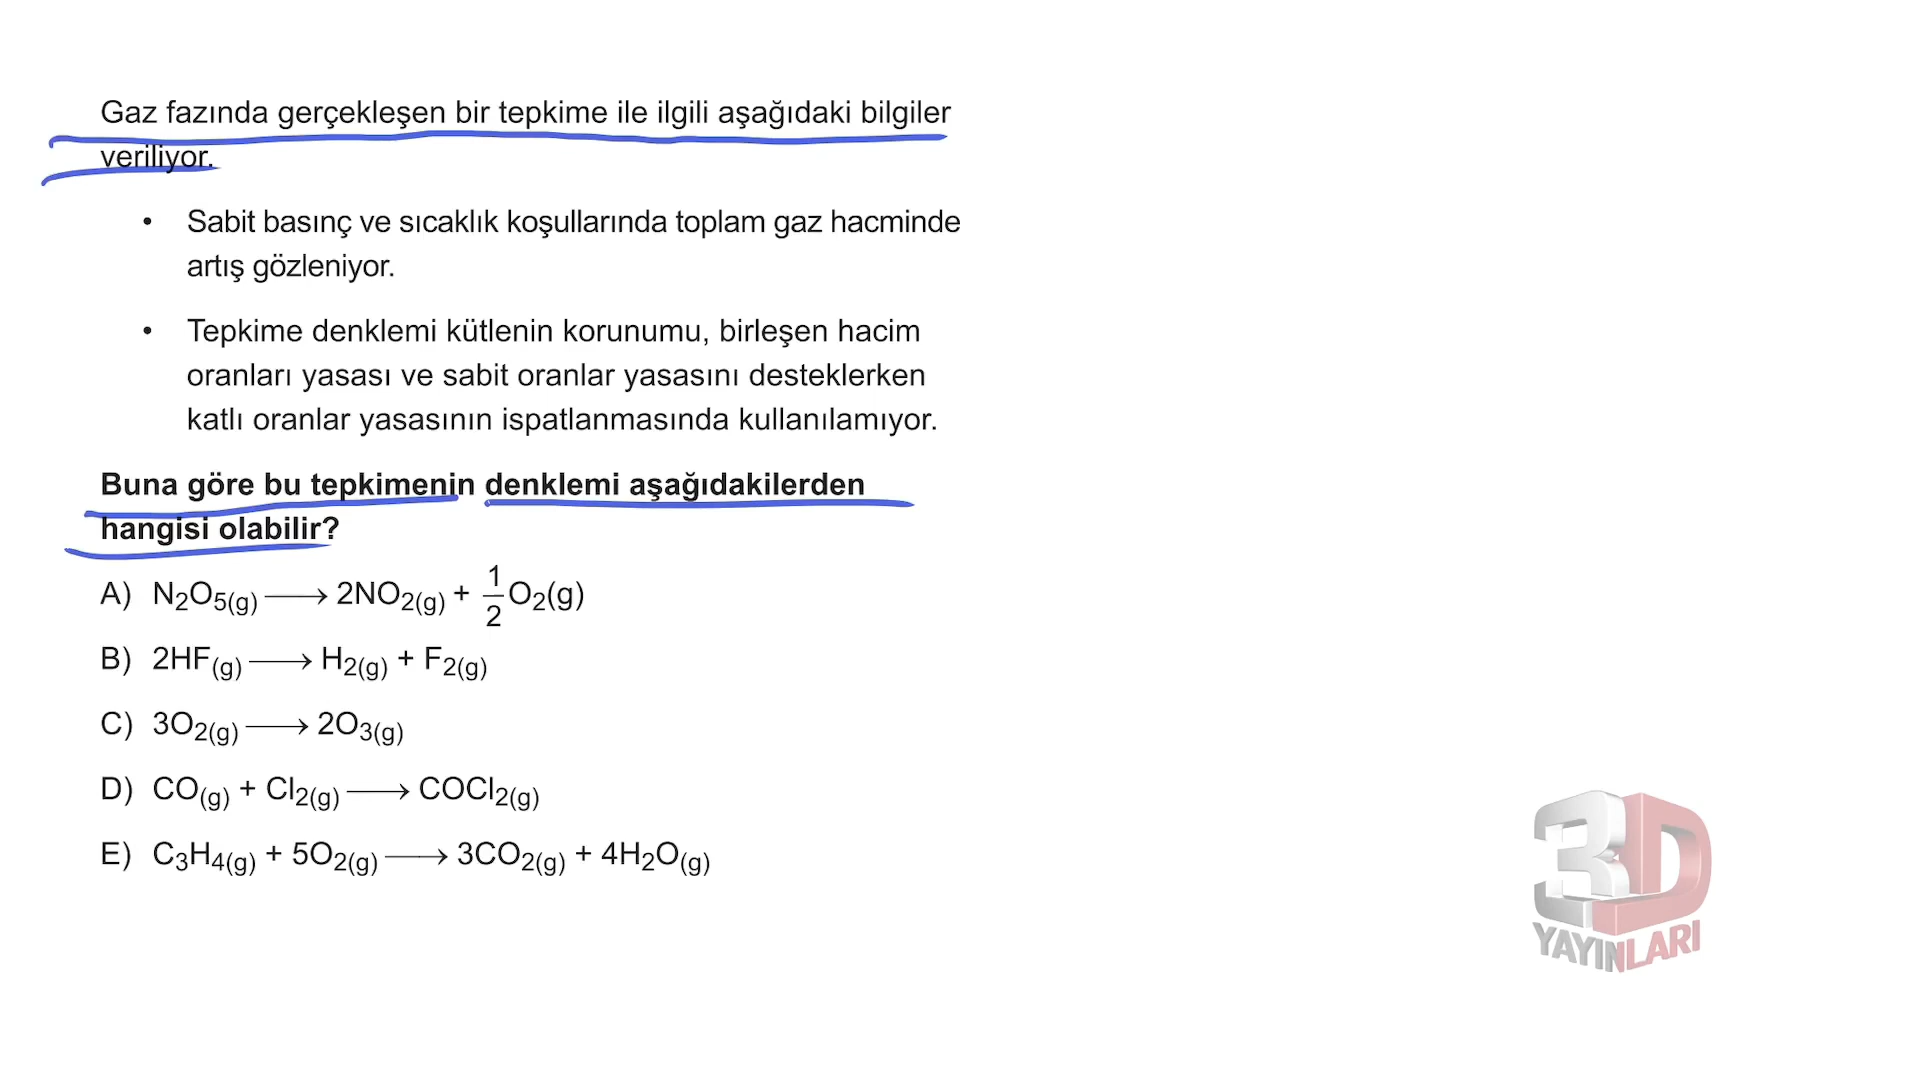 Gaz fazında gerçekleşen bir tepkime ile ilgili aşağıdaki bilgiler
veriliyor.
• Sabit basınç ve sıcaklık koşullarında toplam gaz hacminde
artış gözleniyor.
• Tepkime denklemi kütlenin korunumu, birleşen hacim
oranları yasası ve sabit oranlar yasasını desteklerken
katlı oranlar yasasının ispatlanmasında kullanılamıyor.
Buna göre bu tepkimenin denklemi aşağıdakilerden
hangisi olabilir?
A) N₂O₅(g) ⟶ 2NO₂(g) + 1/2 O₂(g)
B) 2HF(g) ⟶ H₂(g) + F₂(g)
C) 3O₂(g) ⟶ 2O₃(g)
D) CO(g) + Cl₂(g) ⟶ COCl₂(g)
E) C₃H₄(g) + 5O₂(g) ⟶ 3CO₂(g) + 4H₂O(g)
3D
YAYINLARI